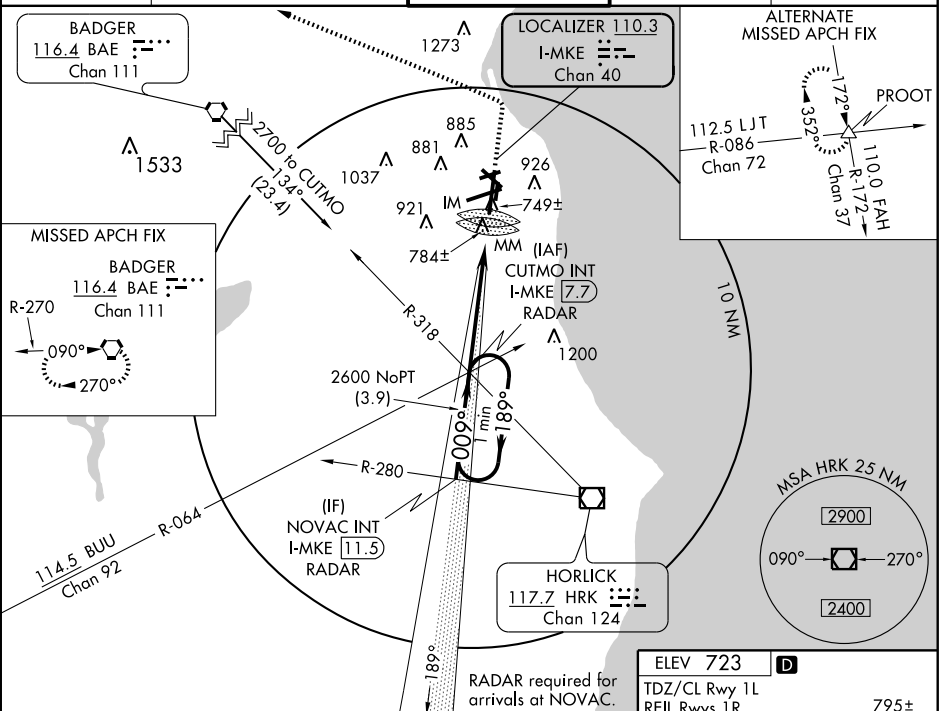 BADGER
116.4 BAE
Chan 111
1273
LOCALIZER 110.3
I-MKE
Chan 40
ALTERNATE
MISSED APCH FIX
172°
352°
PROOT
112.5 LJT
R-086
Chan 72
110.0 FAH
R-172
Chan 37
1533
2700 to CUTMO
134°
(23.4)
885
881
1037
926
921
IM
749±
784±
MM
(IAF)
CUTMO INT
I-MKE 7.7
RADAR
MISSED APCH FIX
BADGER
116.4 BAE
Chan 111
R-270
090°
270°
R-318
10 NM
1200
2600 NoPT
(3.9)
009°
1 min
189°
R-280
(IF)
NOVAC INT
I-MKE 11.5
RADAR
R-064
114.5 BUU
Chan 92
HORLICK
117.7 HRK
Chan 124
MSA HRK 25 NM
2900
090°
270°
2400
189°
RADAR required for
arrivals at NOVAC.
ELEV 723 D
TDZ/CL Rwy 1L
REIL Rwys 1R
795±